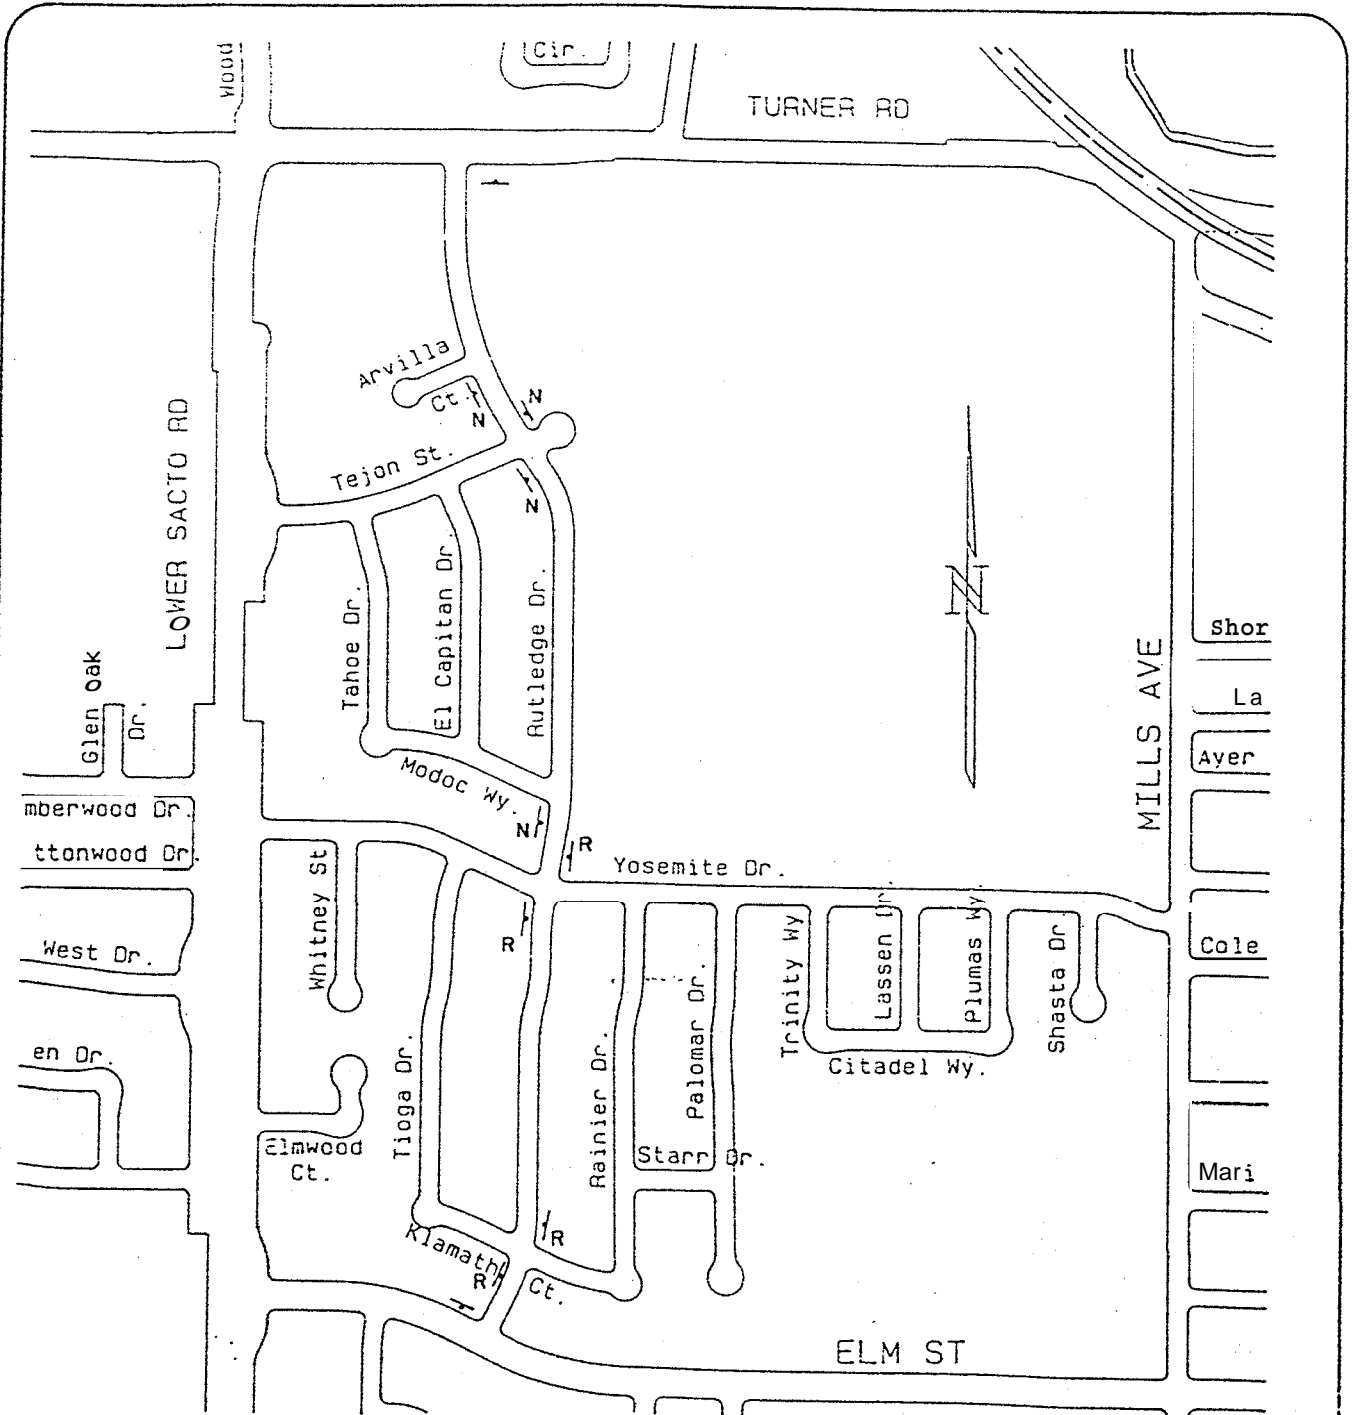 Wood
Cir.
TURNER RD
Arvilla
Ct.
N
N
Tejon St.
N
LOWER SACTO RD
N
Tahoe Dr.
El Capitan Dr.
Rutledge Dr.
MILLS AVE
Shor
La
Ayer
Glen Oak
Dr.
Modoc Wy.
N
R
mberwood Dr.
ttonwood Dr.
Yosemite Dr.
Whitney St
R
Trinity Wy
Lassen Dr.
Plumas Wy.
Shasta Dr.
Cole
West Dr.
Palomar Dr.
en Dr.
Tioga Dr.
Rainier Dr.
Citadel Wy.
Elmwood
Ct.
Starr Dr.
Mari
Klamath
Ct.
R
R
ELM ST